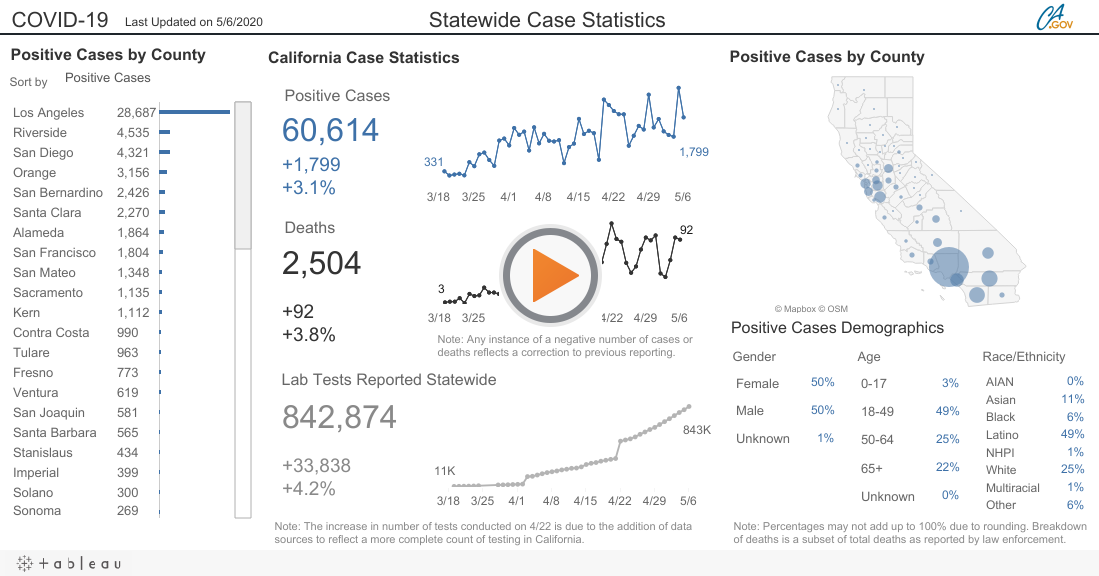 COVID-19 Last Updated on 5/6/2020
Statewide Case Statistics
CA.GOV
Positive Cases by County
Sort by Positive Cases
Los Angeles 28,687
Riverside 4,535
San Diego 4,321
Orange 3,156
San Bernardino 2,426
Santa Clara 2,270
Alameda 1,864
San Francisco 1,804
San Mateo 1,348
Sacramento 1,135
Kern 1,112
Contra Costa 990
Tulare 963
Fresno 773
Ventura 619
San Joaquin 581
Santa Barbara 565
Stanislaus 434
Imperial 399
Solano 300
Sonoma 269
California Case Statistics
Positive Cases
60,614
+1,799
+3.1%
331
1,799
3/18 3/25 4/1 4/8 4/15 4/22 4/29 5/6
Deaths
2,504
+92
+3.8%
3
92
3/18 3/25 4/22 4/29 5/6
Note: Any instance of a negative number of cases or
deaths reflects a correction to previous reporting.
Lab Tests Reported Statewide
842,874
+33,838
+4.2%
11K
843K
3/18 3/25 4/1 4/8 4/15 4/22 4/29 5/6
Note: The increase in number of tests conducted on 4/22 is due to the addition of data
sources to reflect a more complete count of testing in California.
Positive Cases by County
© Mapbox © OSM
Positive Cases Demographics
Gender
Female 50%
Male 50%
Unknown 1%
Age
0-17 3%
18-49 49%
50-64 25%
65+ 22%
Unknown 0%
Race/Ethnicity
AIAN 0%
Asian 11%
Black 6%
Latino 49%
NHPI 1%
White 25%
Multiracial 1%
Other 6%
Note: Percentages may not add up to 100% due to rounding. Breakdown
of deaths is a subset of total deaths as reported by law enforcement.
+ableau